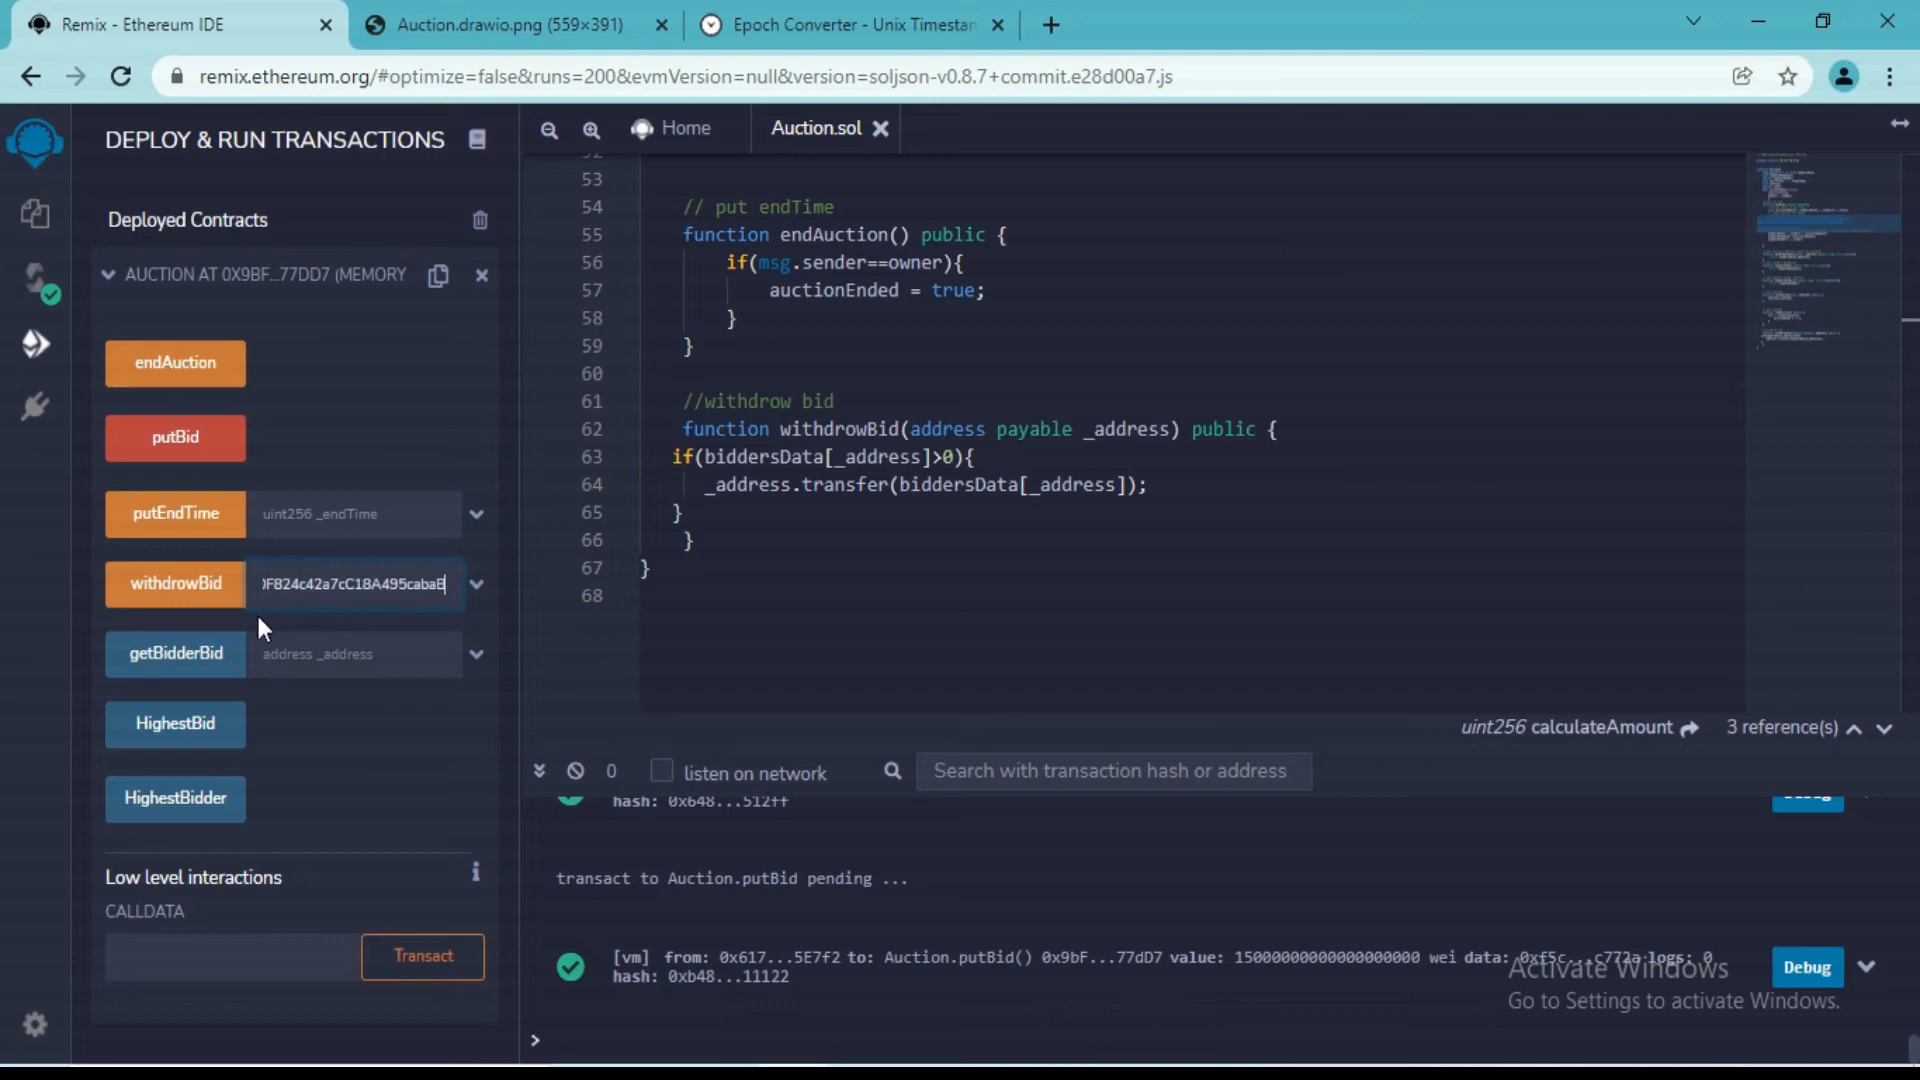 Remix - Ethereum IDE
Auction.drawio.png (559×391)
Epoch Converter - Unix Timestan
remix.ethereum.org/#optimize=false&runs=200&evmVersion=null&version=soljson-v0.8.7+commit.e28d00a7.js
DEPLOY & RUN TRANSACTIONS
Home
Auction.sol
Deployed Contracts
AUCTION AT 0X9BF...77DD7 (MEMORY
endAuction
putBid
putEndTime
uint256 _endTime
withdrowBid
)F824c42a7cC18A495cabaB
getBidderBid
address _address
HighestBid
HighestBidder
Low level interactions
i
CALLDATA
Transact
52
53
54 // put endTime
55 function endAuction() public {
56 if(msg.sender==owner){
57 auctionEnded = true;
58 }
59 }
60
61 //withdrow bid
62 function withdrowBid(address payable _address) public {
63 if(biddersData[_address]>0){
64 _address.transfer(biddersData[_address]);
65 }
66 }
67 }
68
uint256 calculateAmount
3 reference(s)
0
listen on network
Search with transaction hash or address
hash: 0x648...512ff
Debug
transact to Auction.putBid pending ...
[vm] from: 0x617...5E7f2 to: Auction.putBid() 0x9bF...77dD7 value: 15000000000000000000 wei data: 0xf5c...c772a logs: 0
hash: 0xb48...11122
Debug
Activate Windows
Go to Settings to activate Windows.
>